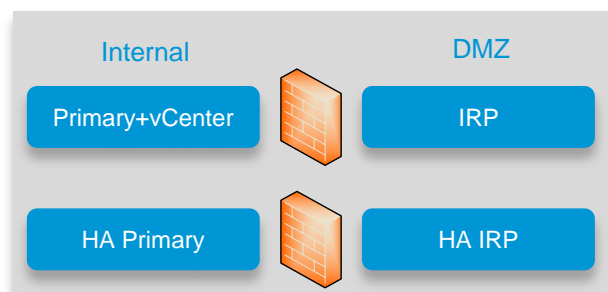 Internal
DMZ
Primary+vCenter
IRP
HA Primary
HA IRP